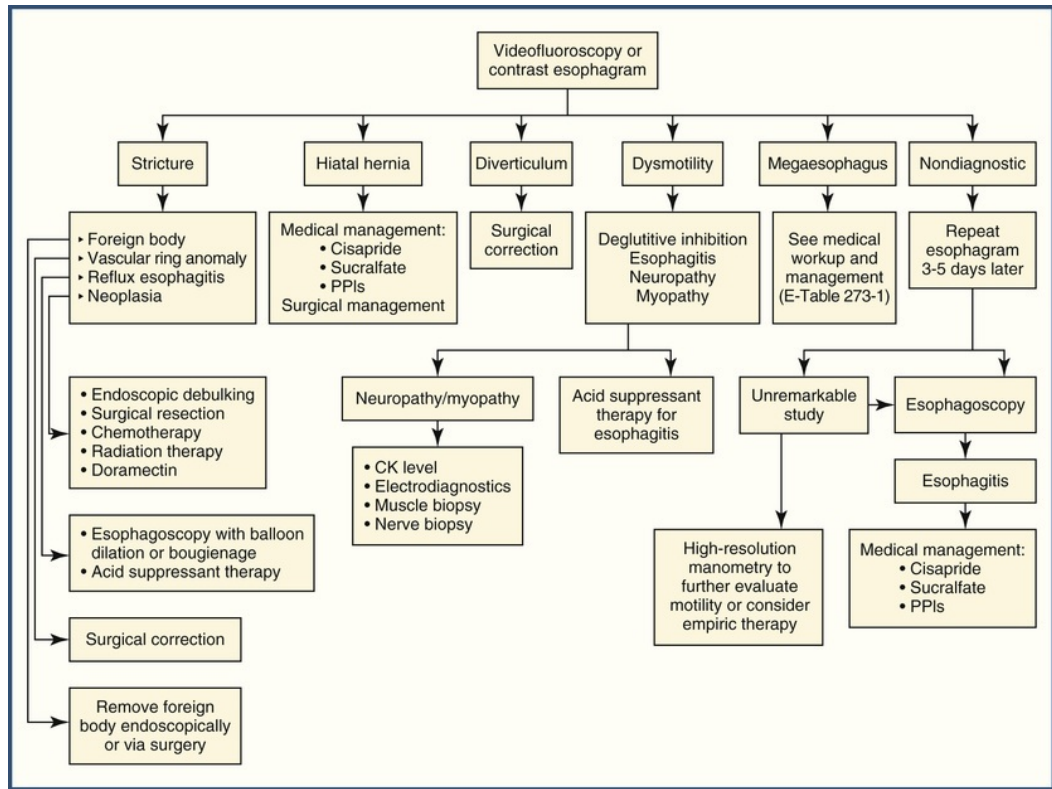 Videofluoroscopy or
contrast esophagram
Stricture
Hiatal hernia
Diverticulum
Dysmotility
Megaesophagus
Nondiagnostic
‣ Foreign body
‣ Vascular ring anomaly
‣ Reflux esophagitis
‣ Neoplasia
Medical management:
• Cisapride
• Sucralfate
• PPIs
Surgical management
Surgical
correction
Deglutitive inhibition
Esophagitis
Neuropathy
Myopathy
See medical
workup and
management
(E-Table 273-1)
Repeat
esophagram
3-5 days later
• Endoscopic debulking
• Surgical resection
• Chemotherapy
• Radiation therapy
• Doramectin
Neuropathy/myopathy
Acid suppressant
therapy for
esophagitis
Unremarkable
study
Esophagoscopy
• CK level
• Electrodiagnostics
• Muscle biopsy
• Nerve biopsy
Esophagitis
• Esophagoscopy with balloon
dilation or bougienage
• Acid suppressant therapy
High-resolution
manometry to
further evaluate
motility or consider
empiric therapy
Medical management:
• Cisapride
• Sucralfate
• PPIs
Surgical correction
Remove foreign
body endoscopically
or via surgery